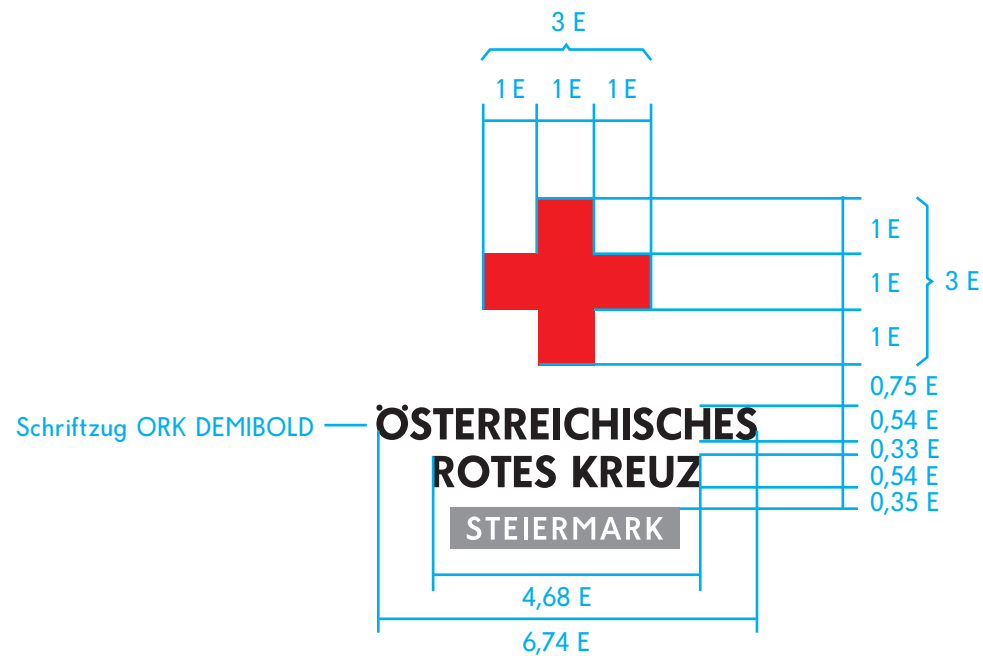 3 E
1 E 1 E 1 E
1 E
1 E
3 E
1 E
0,75 E
Schriftzug ORK DEMIBOLD
ÖSTERREICHISCHES
0,54 E
0,33 E
ROTES KREUZ
0,54 E
0,35 E
STEIERMARK
4,68 E
6,74 E